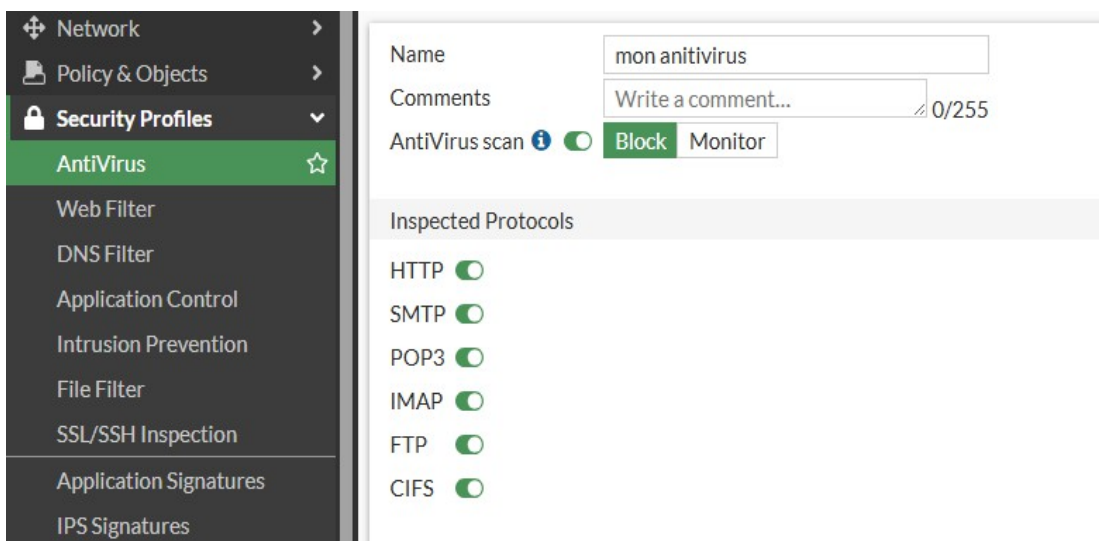 Network
Policy & Objects
Security Profiles
AntiVirus
Web Filter
DNS Filter
Application Control
Intrusion Prevention
File Filter
SSL/SSH Inspection
Application Signatures
IPS Signatures
Name mon anitivirus
Comments Write a comment... 0/255
AntiVirus scan Block Monitor
Inspected Protocols
HTTP
SMTP
POP3
IMAP
FTP
CIFS